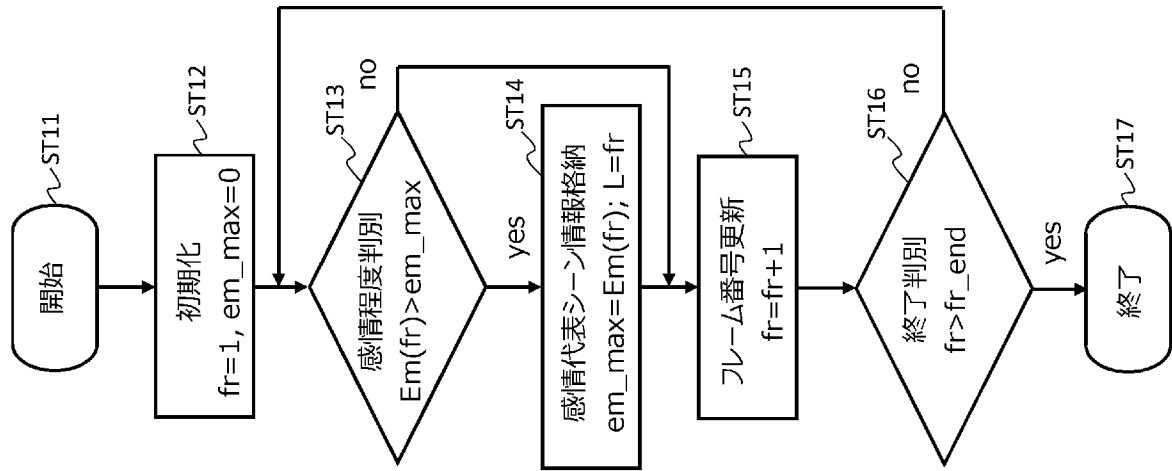 開始
ST11
初期化
fr=1, em_max=0
ST12
感情程度判別
Em(fr)>em_max
ST13
no
yes
感情代表シーン情報格納
em_max=Em(fr); L=fr
ST14
フレーム番号更新
fr=fr+1
ST15
終了判別
fr>fr_end
ST16
no
yes
終了
ST17